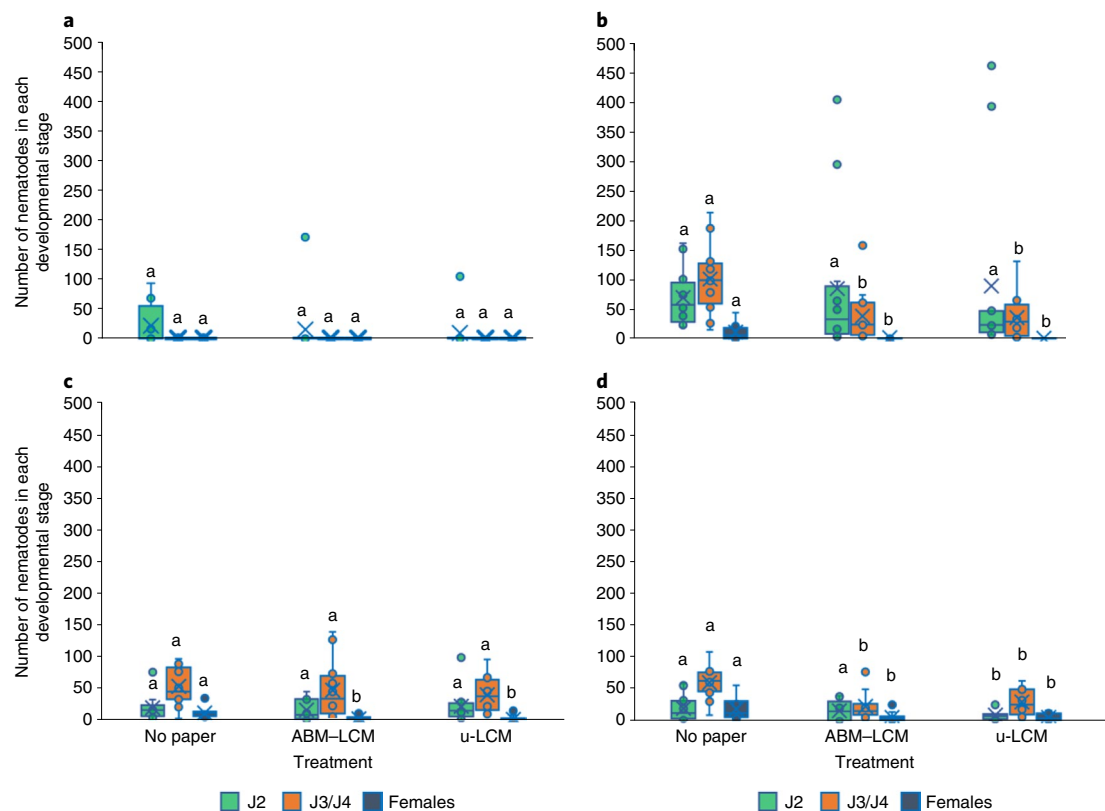 a
Number of nematodes in each
developmental stage
500
450
400
350
300
250
200
150
100
50
0
a
a a
a
a a
a
a a
b
500
450
400
350
300
250
200
150
100
50
0
a
a
a
a
b
b
a
b
b
c
Number of nematodes in each
developmental stage
500
450
400
350
300
250
200
150
100
50
0
a
a
a
a
a
b
a
a
b
No paper ABM–LCM u-LCM
Treatment
J2 J3/J4 Females
d
500
450
400
350
300
250
200
150
100
50
0
a
a
a
a
b
b
b
b
b
No paper ABM–LCM u-LCM
Treatment
J2 J3/J4 Females